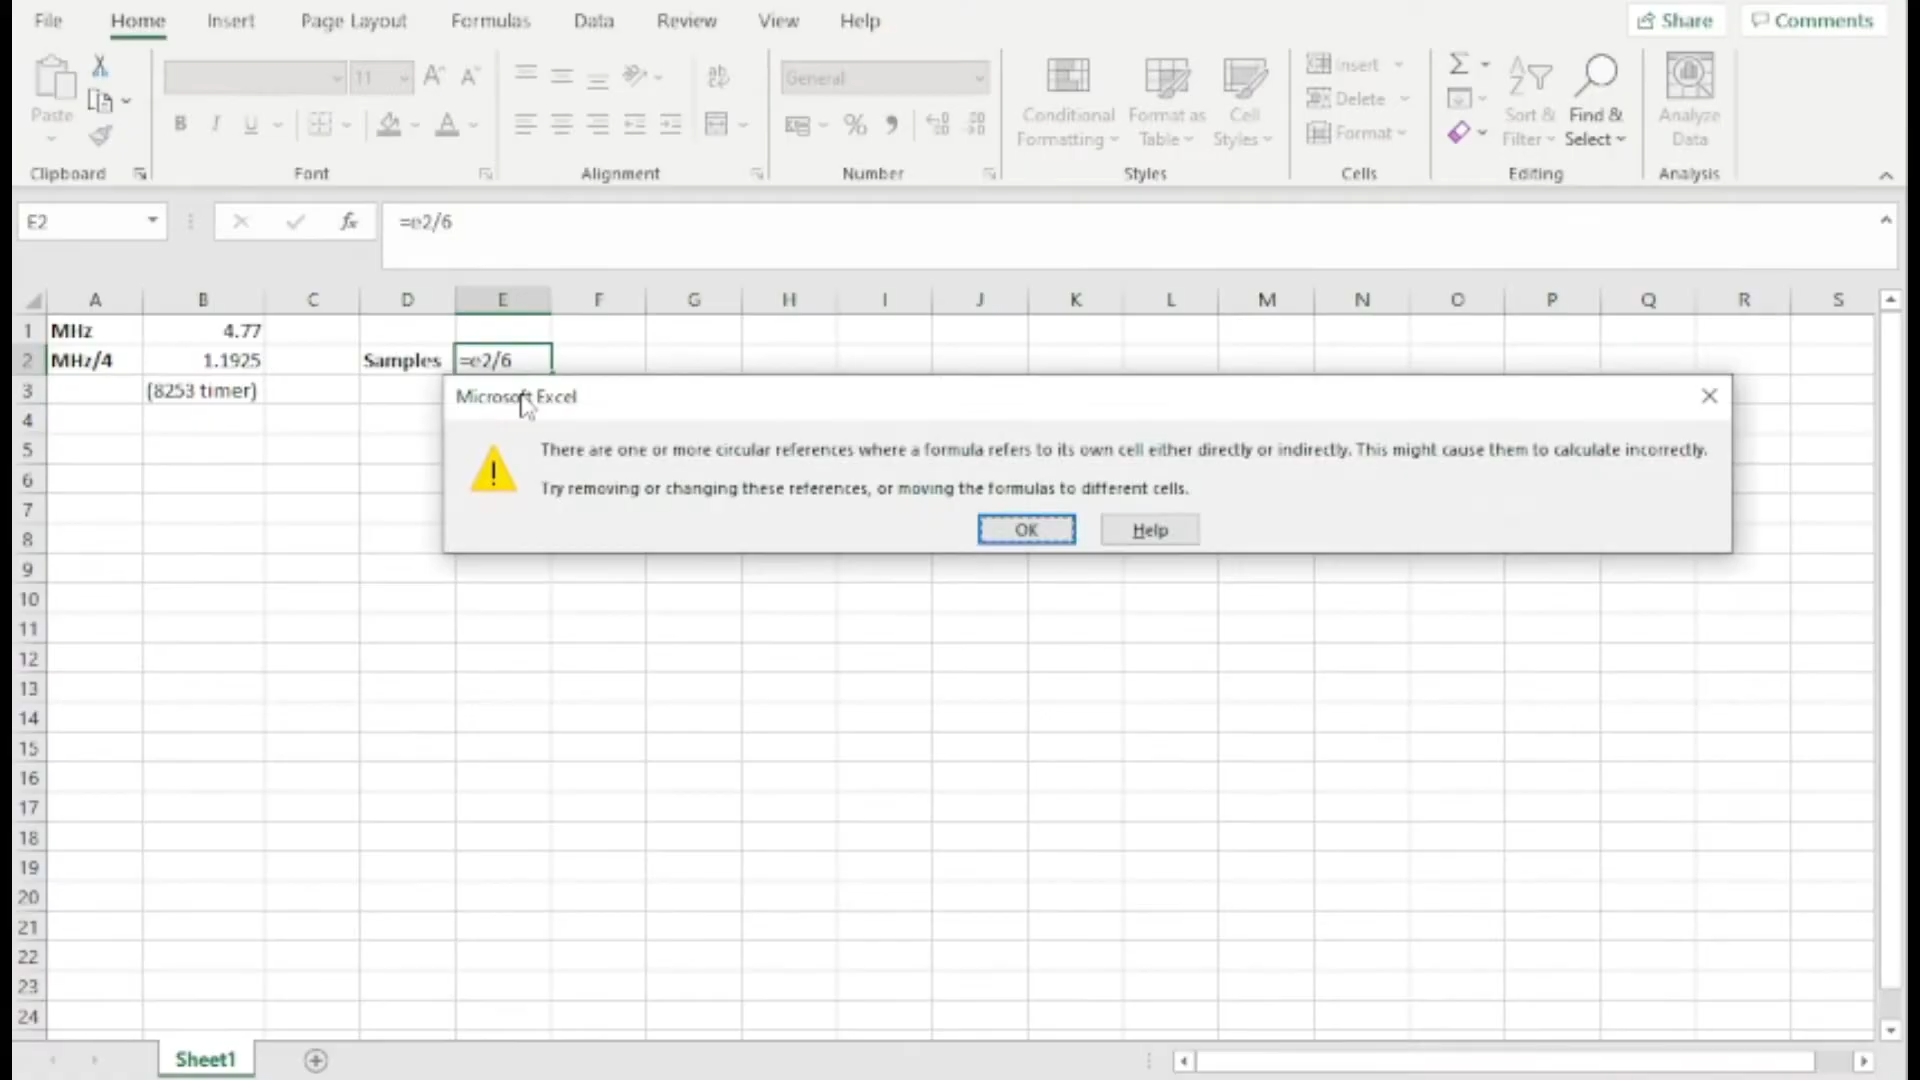 File Home Insert Page Layout Formulas Data Review View Help Share Comments
Paste
11
General
Conditional Formatting
Format as Table
Cell Styles
Insert
Delete
Format
Sort & Filter
Find & Select
Analyze Data
Clipboard Font Alignment Number Styles Cells Editing Analysis
E2 fx =e2/6
A B C D E F G H I J K L M N O P Q R S
1 MHz 4.77
2 MHz/4 1.1925 Samples =e2/6
3 (8253 timer)
Microsoft Excel
There are one or more circular references where a formula refers to its own cell either directly or indirectly. This might cause them to calculate incorrectly.
Try removing or changing these references, or moving the formulas to different cells.
OK Help
4
5
6
7
8
9
10
11
12
13
14
15
16
17
18
19
20
21
22
23
24
Sheet1